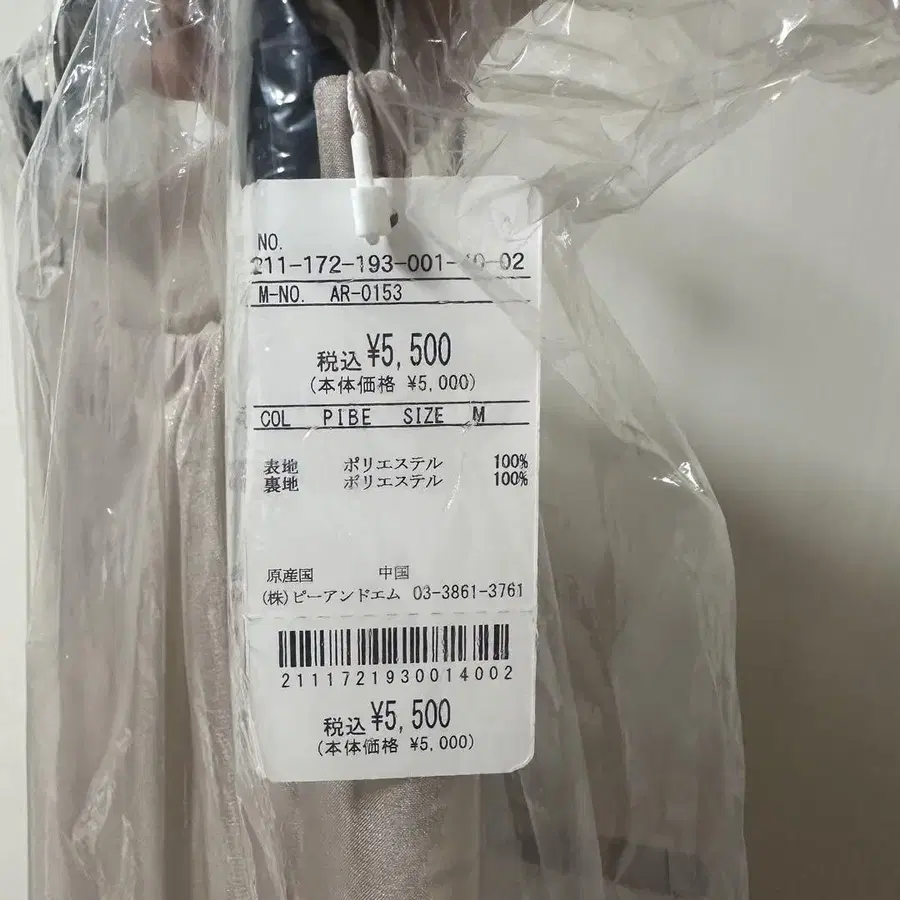 NO.
211-172-193-001-40-02
M-NO. AR-0153
税込 ¥5,500
(本体価格 ¥5,000)
COL PIBE SIZE M
表地 ポリエステル 100%
裏地 ポリエステル 100%
原産国 中国
(株)ピーアンドエム 03-3861-3761
2111721930014002
税込 ¥5,500
(本体価格 ¥5,000)